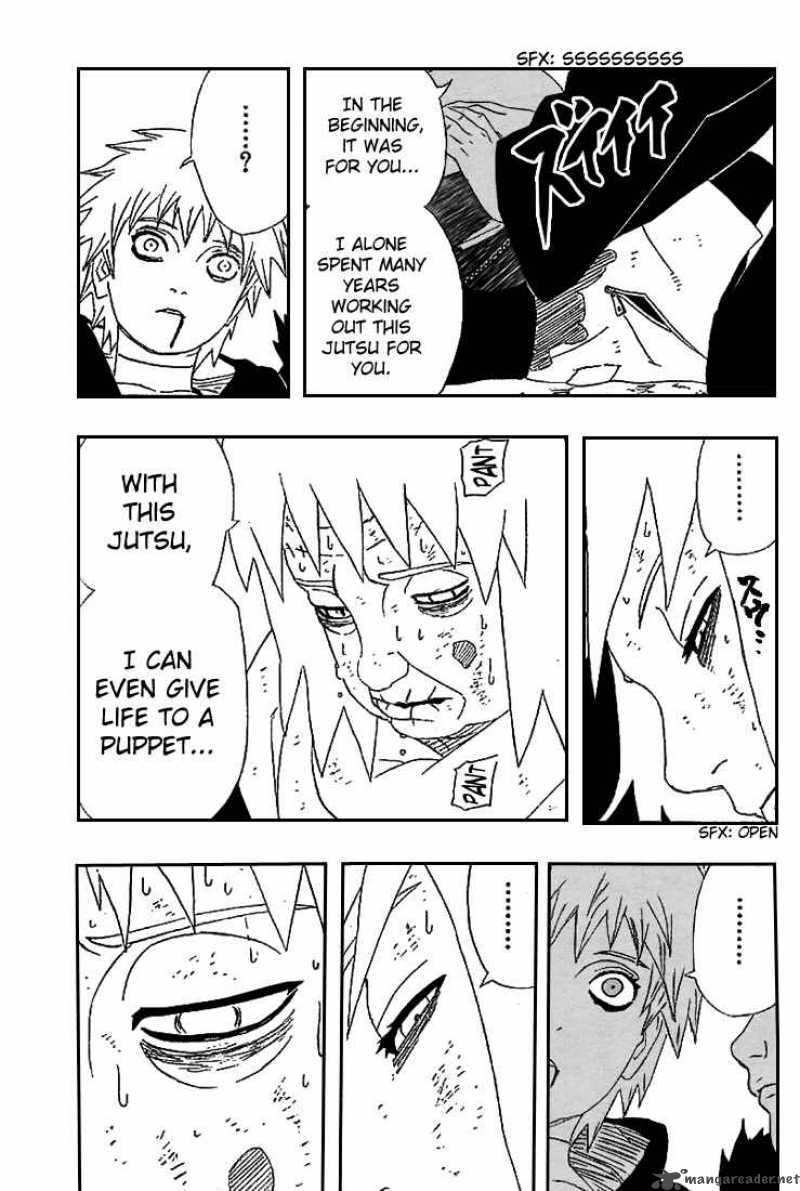 SFX: SSSSSSSSSS
IN THE
BEGINNING,
IT WAS
FOR YOU...
I ALONE
SPENT MANY
YEARS
WORKING
OUT THIS
JUTSU FOR
YOU.
ズイイイ
.......?
.........
SFX: OPEN
PANT
WITH
THIS
JUTSU,
I CAN
EVEN GIVE
LIFE TO A
PUPPET...
PANT
.........
.........
mangareader.net